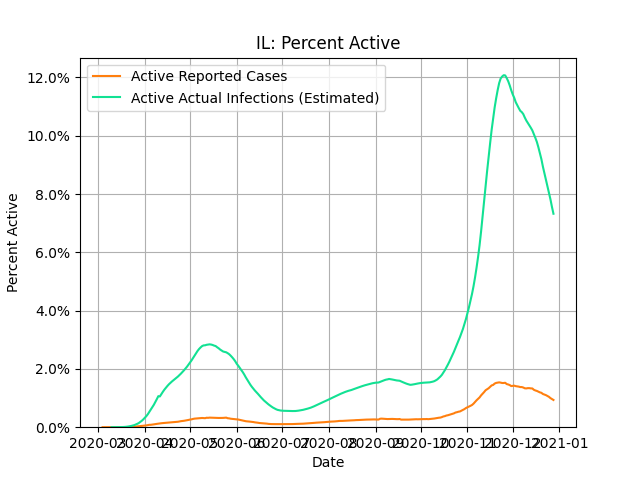 IL: Percent Active
Active Reported Cases
Active Actual Infections (Estimated)
12.0%
10.0%
8.0%
6.0%
4.0%
2.0%
0.0%
Percent Active
2020-03 2020-04 2020-05 2020-06 2020-07 2020-08 2020-09 2020-10 2020-11 2020-12 2021-01
Date